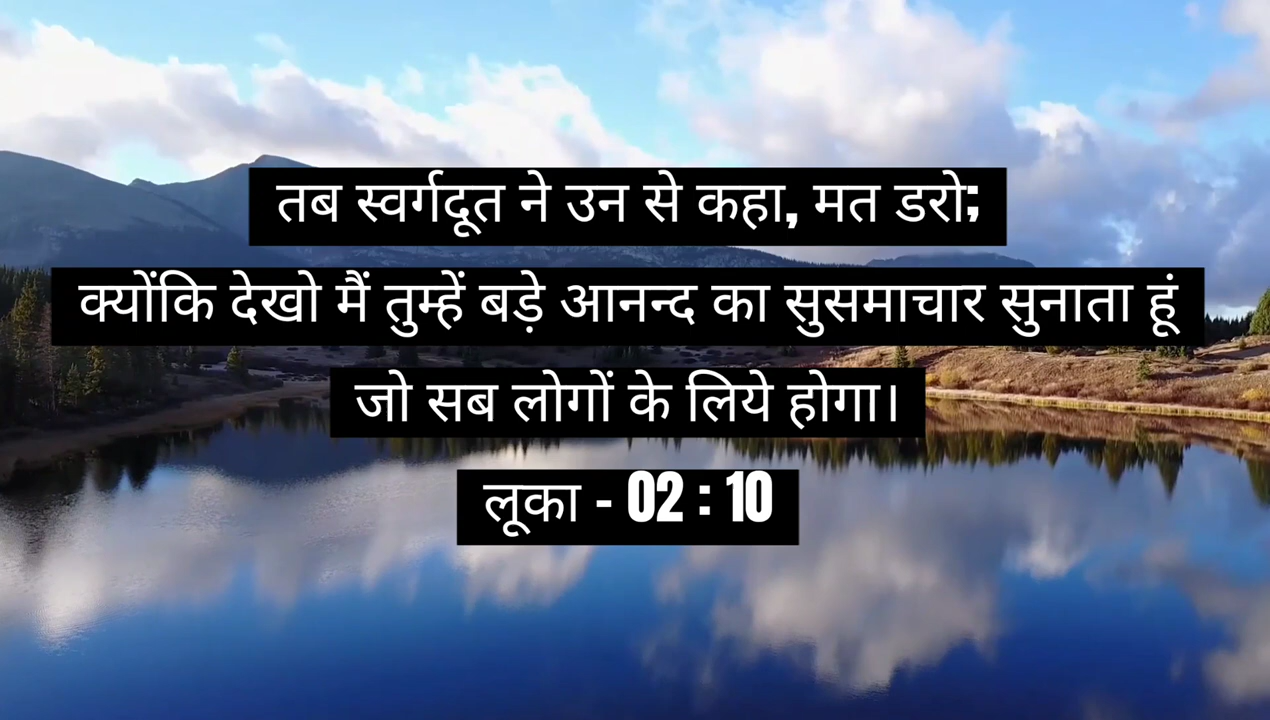 तब स्वर्गदूत ने उन से कहा, मत डरो;
क्योंकि देखो मैं तुम्हें बड़े आनन्द का सुसमाचार सुनाता हूं
जो सब लोगों के लिये होगा।
लूका - 02 : 10